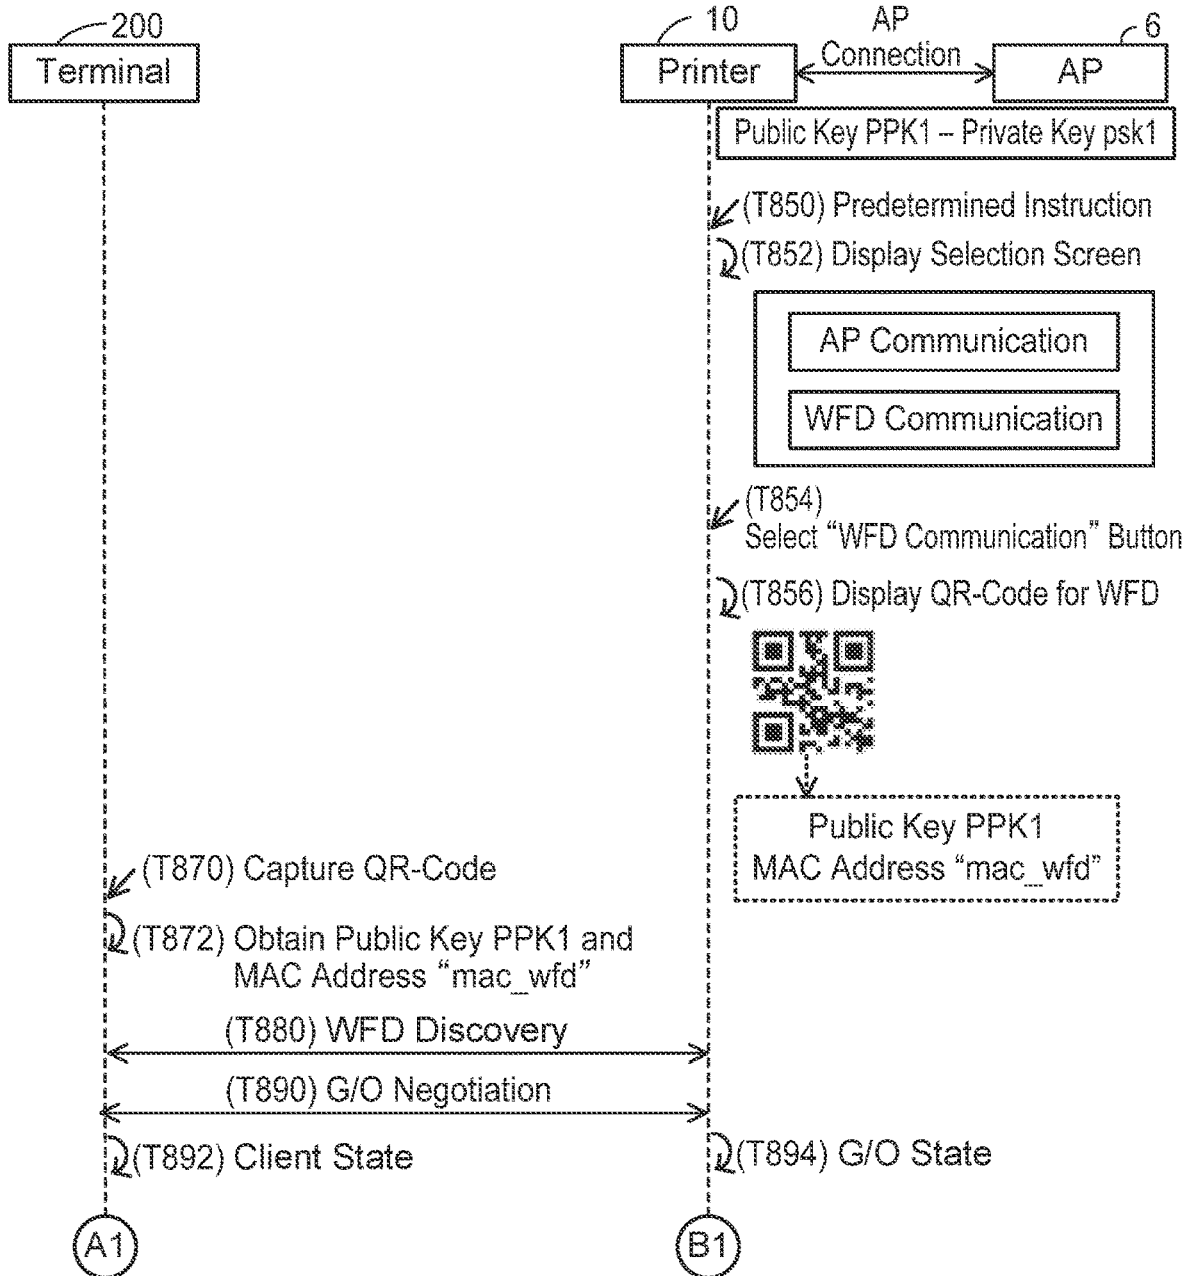 200
Terminal
10
Printer
AP
Connection
6
AP
Public Key PPK1 – Private Key psk1
(T850) Predetermined Instruction
(T852) Display Selection Screen
AP Communication
WFD Communication
(T854)
Select “WFD Communication” Button
(T856) Display QR-Code for WFD
Public Key PPK1
MAC Address “mac_wfd”
(T870) Capture QR-Code
(T872) Obtain Public Key PPK1 and
MAC Address “mac_wfd”
(T880) WFD Discovery
(T890) G/O Negotiation
(T892) Client State
(T894) G/O State
A1
B1